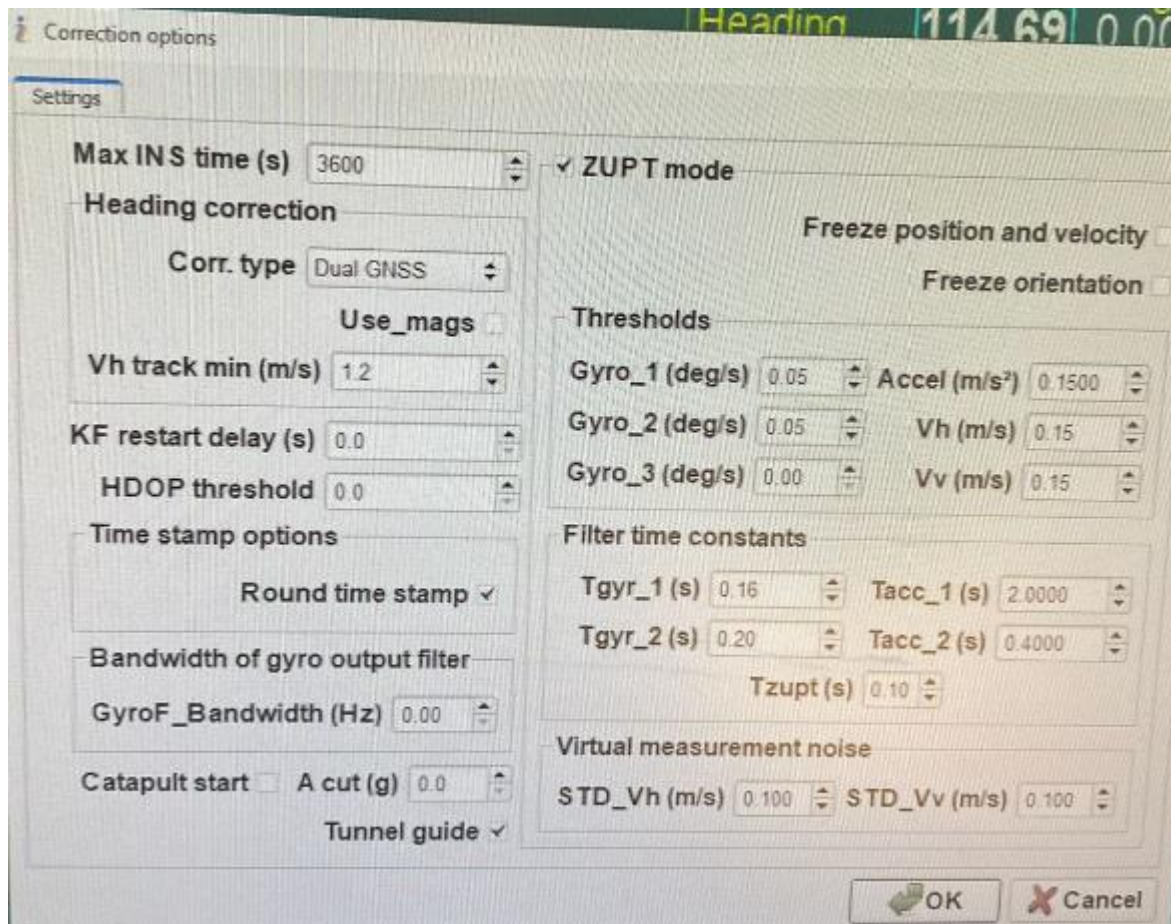 Heading 114.69 0.00
Correction options
Settings
Max INS time (s) 3600
Heading correction
Corr. type Dual GNSS
Use_mags
Vh track min (m/s) 1.2
KF restart delay (s) 0.0
HDOP threshold 0.0
Time stamp options
Round time stamp
Bandwidth of gyro output filter
GyroF_Bandwidth (Hz) 0.00
Catapult start A cut (g) 0.0
Tunnel guide
ZUPT mode
Freeze position and velocity
Freeze orientation
Thresholds
Gyro_1 (deg/s) 0.05 Accel (m/s²) 0.1500
Gyro_2 (deg/s) 0.05 Vh (m/s) 0.15
Gyro_3 (deg/s) 0.00 Vv (m/s) 0.15
Filter time constants
Tgyr_1 (s) 0.16 Tacc_1 (s) 2.0000
Tgyr_2 (s) 0.20 Tacc_2 (s) 0.4000
Tzupt (s) 0.10
Virtual measurement noise
STD_Vh (m/s) 0.100 STD_Vv (m/s) 0.100
OK Cancel